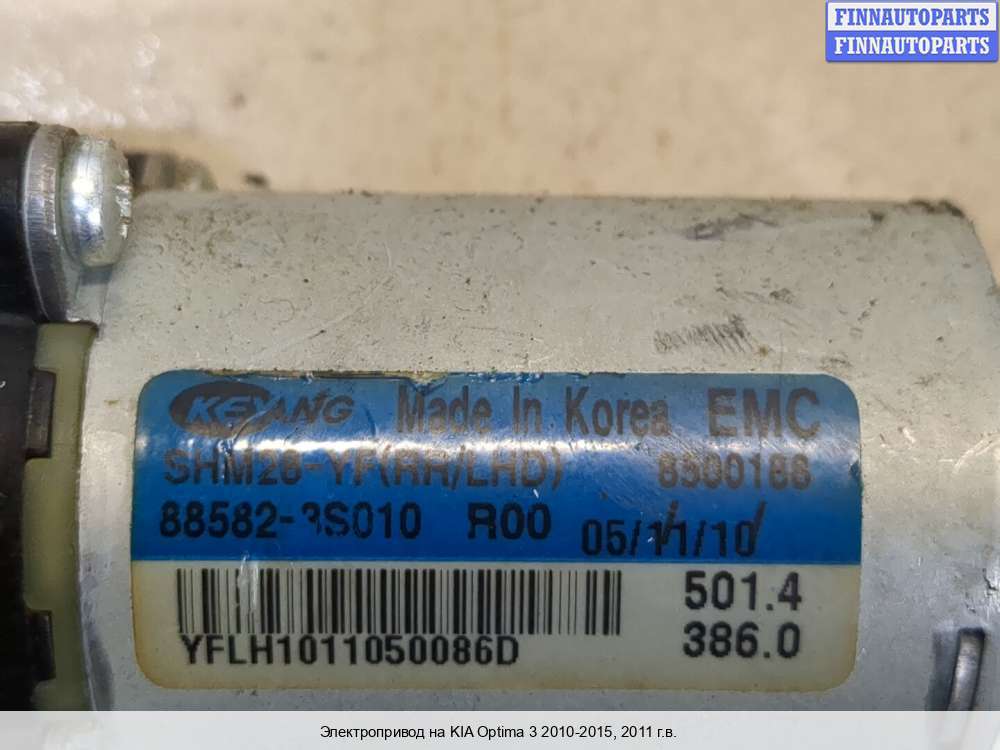 FINNAUTOPARTS
FINNAUTOPARTS
KEYANG Made In Korea EMC
SHM28-YF(RR/LHD) 8500188
88582-3S010 R00 05/11/10
501.4
YFLH1011050086D 386.0
Электропривод на KIA Optima 3 2010-2015, 2011 г.в.